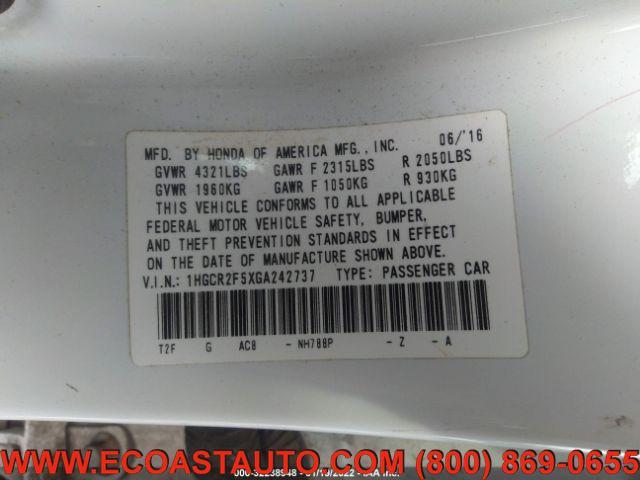 MFD. BY HONDA OF AMERICA MFG., INC. 06/'16
GVWR 4321LBS GAWR F 2315LBS R 2050LBS
GVWR 1960KG GAWR F 1050KG R 930KG
THIS VEHICLE CONFORMS TO ALL APPLICABLE
FEDERAL MOTOR VEHICLE SAFETY, BUMPER,
AND THEFT PREVENTION STANDARDS IN EFFECT
ON THE DATE OF MANUFACTURE SHOWN ABOVE.
V.I.N.: 1HGCR2F5XGA242737 TYPE: PASSENGER CAR
T2F G AC8 - NH788P - Z - A
WWW.ECOASTAUTO.COM (800) 869-0655